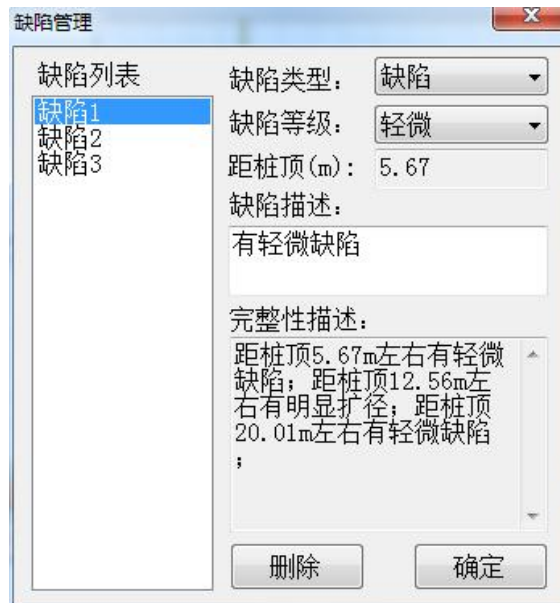 缺陷管理
缺陷列表
缺陷1
缺陷2
缺陷3
缺陷类型：
缺陷
缺陷等级：
轻微
距桩顶(m)：
5.67
缺陷描述：
有轻微缺陷
完整性描述：
距桩顶5.67m左右有轻微
缺陷；距桩顶12.56m左
右有明显扩径；距桩顶
20.01m左右有轻微缺陷
；
删除
确定